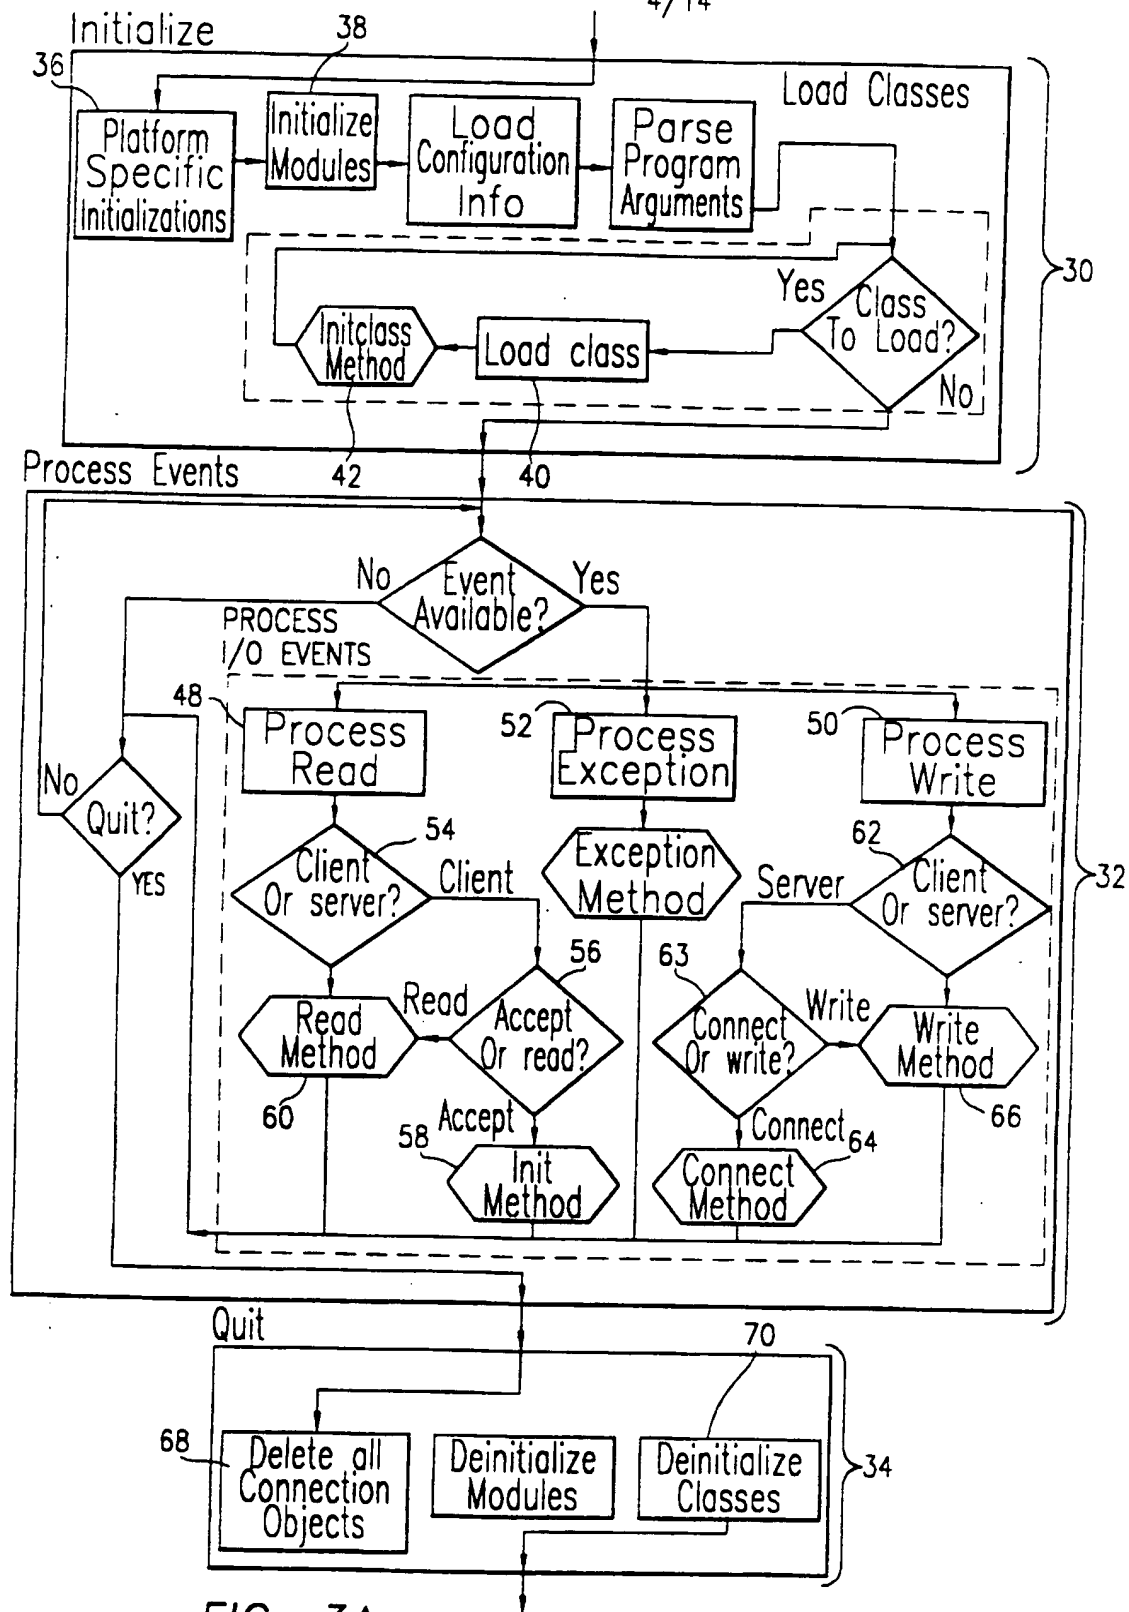 4/14
Initialize
38
36
Load Classes
Platform
Specific
Initializations
Initialize
Modules
Load
Configuration
Info
Parse
Program
Arguments
30
Yes
Class
To Load?
Initclass
Method
Load class
No
42
40
Process Events
No
Event
Available?
Yes
PROCESS
I/O EVENTS
48
Process
Read
52
Process
Exception
50
Process
Write
No
Quit?
YES
54
Client
Or server?
Client
Exception
Method
62
Server
Client
Or server?
32
56
63
Read
Method
Read
Accept
Or read?
Connect
Or write?
Write
Write
Method
60
Accept
66
58
Init
Method
Connect
64
Connect
Method
Quit
70
68
Delete all
Connection
Objects
Deinitialize
Modules
Deinitialize
Classes
34
FIG. 3A